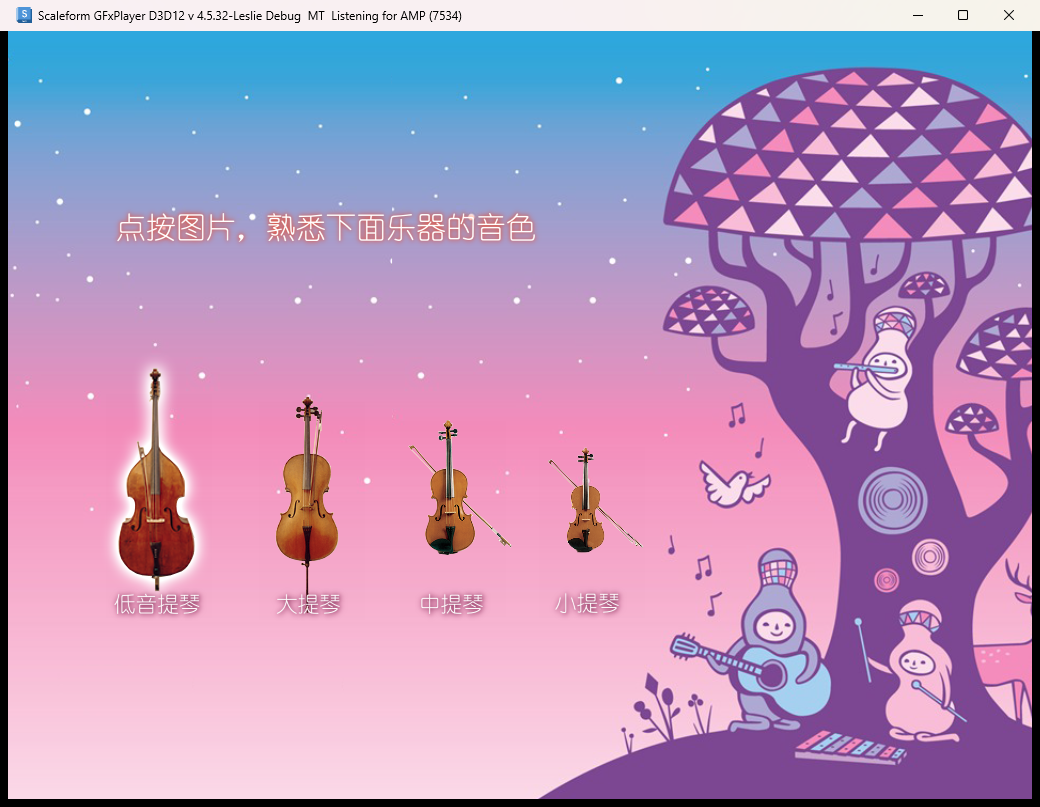 Scaleform GFxPlayer D3D12 v 4.5.32-Leslie Debug  MT  Listening for AMP (7534)
点按图片，熟悉下面乐器的音色
低音提琴 大提琴 中提琴 小提琴